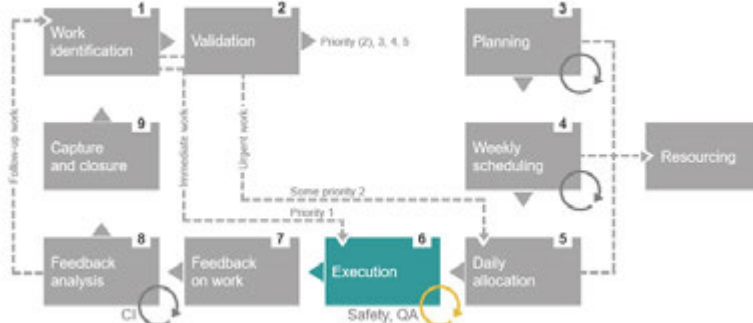 1
Work
identification
2
Validation
Priority (2), 3, 4, 5
3
Planning
9
Capture
and closure
4
Weekly
scheduling
Resourcing
Follow-up work
Immediate work
Urgent work
Some priority 2
Priority 1
8
Feedback
analysis
7
Feedback
on work
6
Execution
5
Daily
allocation
CI
Safety, QA